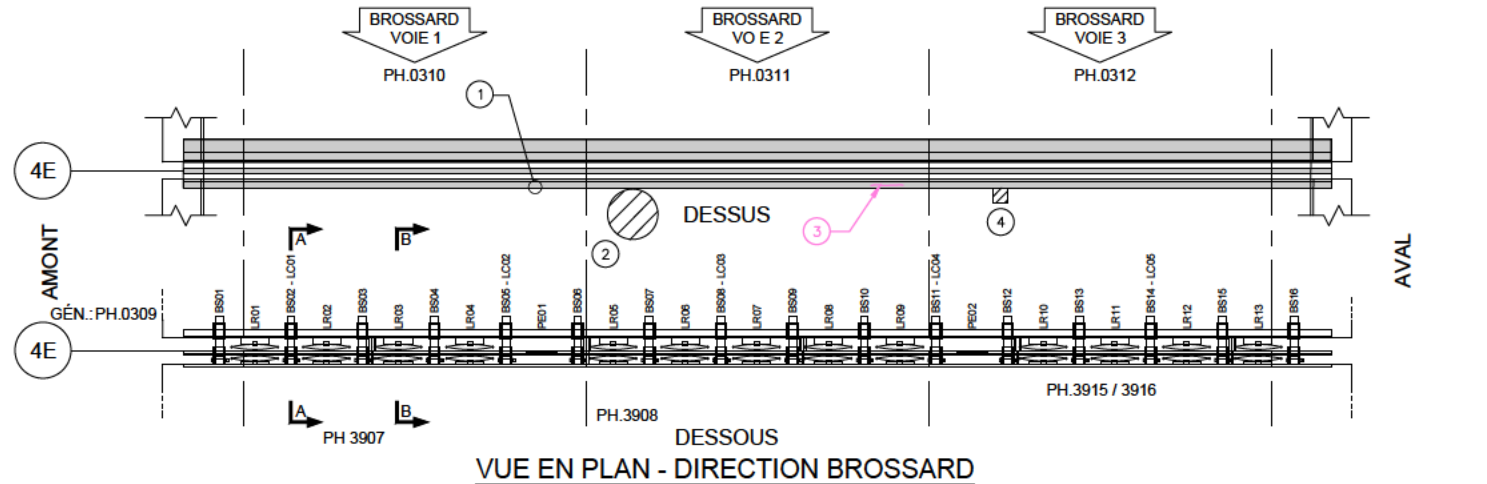 BROSSARD
VOIE 1
BROSSARD
VO E 2
BROSSARD
VOIE 3
PH.0310
PH.0311
PH.0312
1
4E
DESSUS
3
4
2
A
B
AMONT
AVAL
GÉN.: PH.0309
BS01
LR01
BS02 - LC01
LR02
BS03
LR03
BS04
LR04
BS05 - LC02
PE01
BS06
LR05
BS07
LR06
BS08 - LC03
LR07
BS09
LR08
BS10
LR09
BS11 - LC04
PE02
BS12
LR10
BS13
LR11
BS14 - LC05
LR12
BS15
LR13
BS16
4E
PH.3915 / 3916
A
B
PH.3908
PH 3907
DESSOUS
VUE EN PLAN - DIRECTION BROSSARD